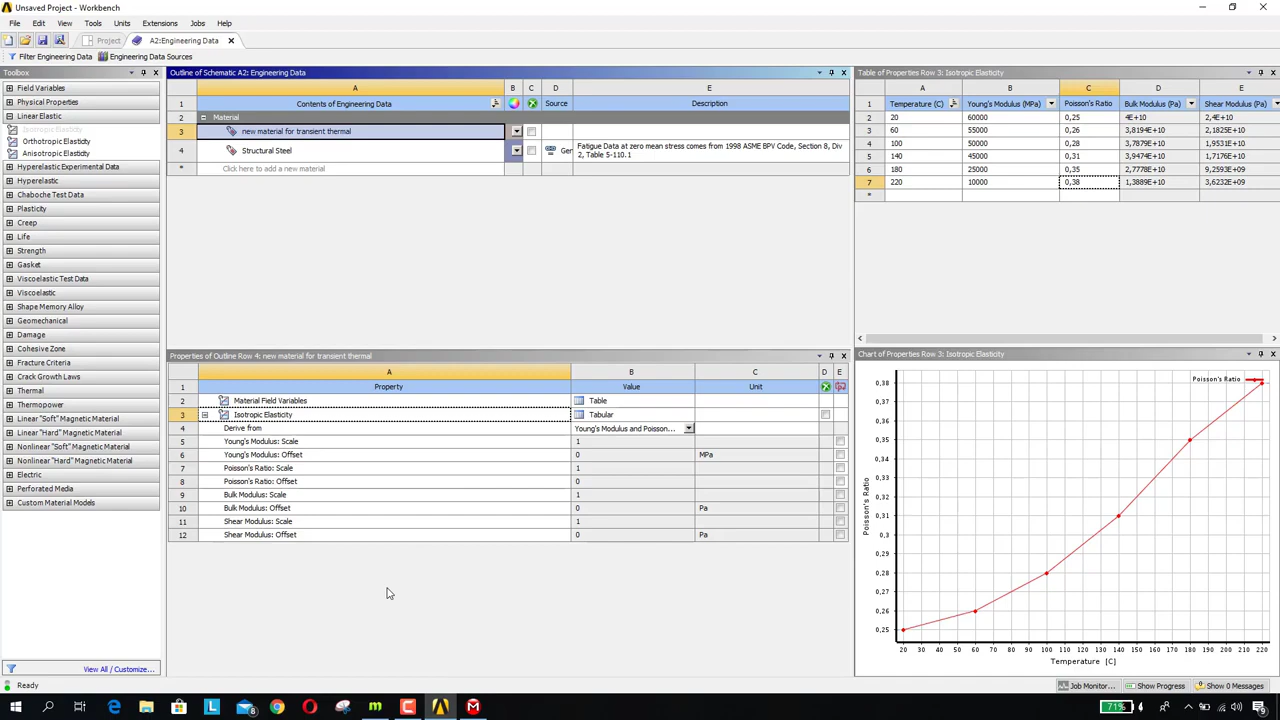 Unsaved Project - Workbench
File Edit View Tools Units Extensions Jobs Help
Project A2:Engineering Data
Filter Engineering Data Engineering Data Sources
Toolbox
Field Variables
Physical Properties
Linear Elastic
Isotropic Elasticity
Orthotropic Elasticity
Anisotropic Elasticity
Hyperelastic Experimental Data
Hyperelastic
Chaboche Test Data
Plasticity
Creep
Life
Strength
Gasket
Viscoelastic Test Data
Viscoelastic
Shape Memory Alloy
Geomechanical
Damage
Cohesive Zone
Fracture Criteria
Crack Growth Laws
Thermal
Thermopower
Linear "Soft" Magnetic Material
Linear "Hard" Magnetic Material
Nonlinear "Soft" Magnetic Material
Nonlinear "Hard" Magnetic Material
Electric
Perforated Media
Custom Material Models
View All / Customize...
Outline of Schematic A2: Engineering Data
A B C D E
1 Contents of Engineering Data Source Description
2 Material
3 new material for transient thermal
4 Structural Steel Gen Fatigue Data at zero mean stress comes from 1998 ASME BPV Code, Section 8, Div
2, Table 5-110.1
* Click here to add a new material
Properties of Outline Row 4: new material for transient thermal
A B C D E
1 Property Value Unit
2 Material Field Variables Table
3 Isotropic Elasticity Tabular
4 Derive from Young's Modulus and Poisson...
5 Young's Modulus: Scale 1
6 Young's Modulus: Offset 0 MPa
7 Poisson's Ratio: Scale 1
8 Poisson's Ratio: Offset 0
9 Bulk Modulus: Scale 1
10 Bulk Modulus: Offset 0 Pa
11 Shear Modulus: Scale 1
12 Shear Modulus: Offset 0 Pa
Table of Properties Row 3: Isotropic Elasticity
A B C D E
1 Temperature (C) Young's Modulus (MPa) Poisson's Ratio Bulk Modulus (Pa) Shear Modulus (Pa)
2 20 60000 0,25 4E+10 2,4E+10
3 60 55000 0,26 3,8194E+10 2,1825E+10
4 100 50000 0,28 3,7879E+10 1,9531E+10
5 140 45000 0,31 3,9474E+10 1,7176E+10
6 180 25000 0,35 2,7778E+10 9,2593E+09
7 220 10000 0,38 1,3889E+10 3,6232E+09
*
Chart of Properties Row 3: Isotropic Elasticity
Poisson's Ratio
0,38
0,37
0,36
0,35
0,34
0,33
0,32
0,31
0,3
0,29
0,28
0,27
0,26
0,25
Poisson's Ratio
20 30 40 50 60 70 80 90 100 110 120 130 140 150 160 170 180 190 200 210 220
Temperature [C]
Ready
Job Monitor... Show Progress Show 0 Messages
71%